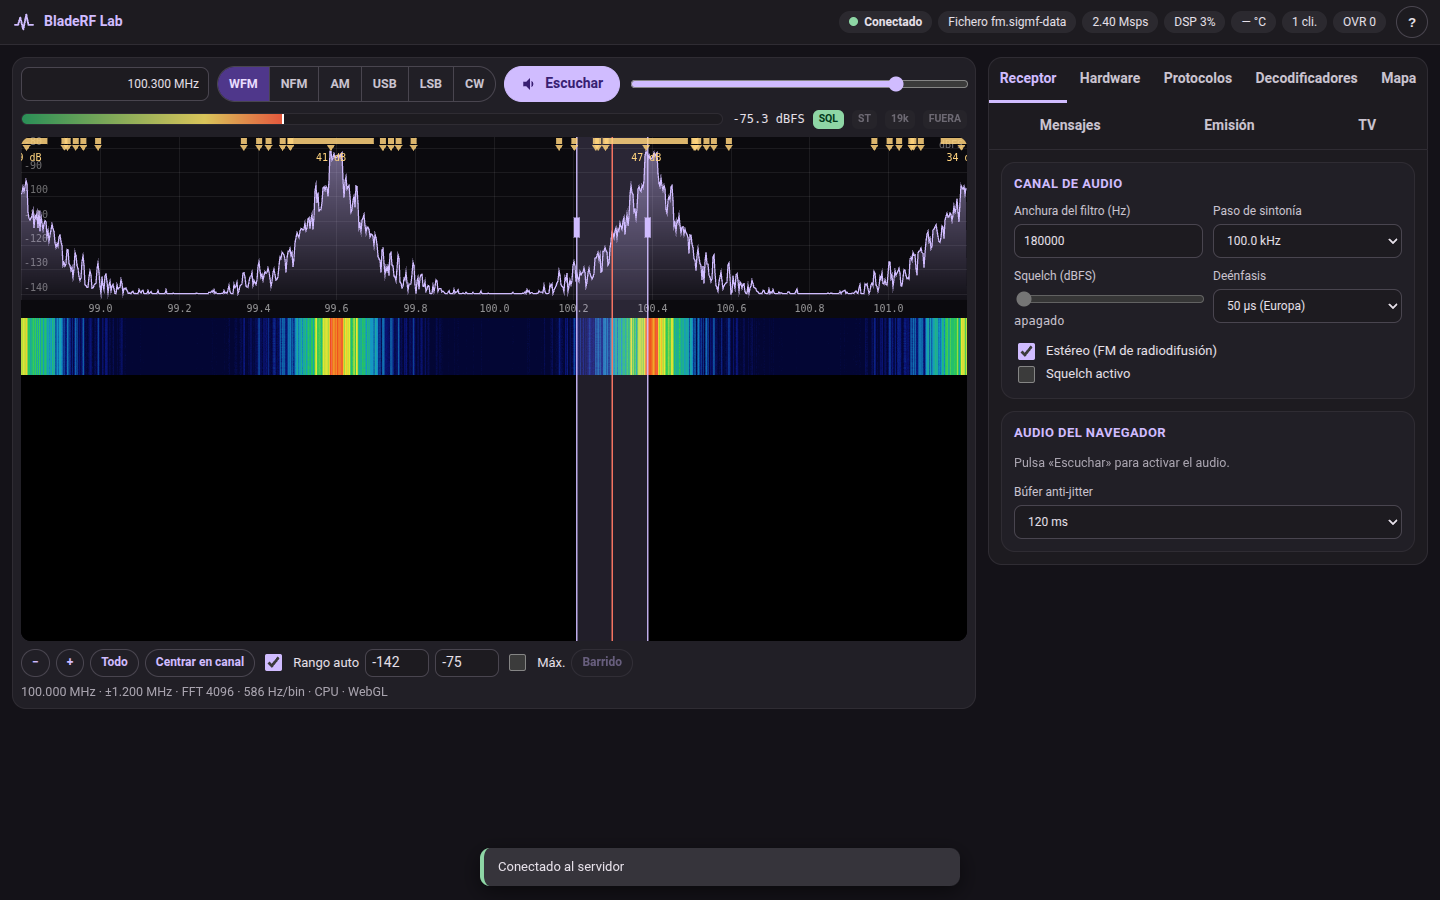 BladeRF Lab
Conectado
Fichero fm.sigmf-data
2.40 Msps
DSP 3%
— °C
1 cli.
OVR 0
?
100.300 MHz
WFM NFM AM USB LSB CW
Escuchar
-75.3 dBFS SQL ST 19k FUERA
41 dB 47 dB
-90
-100
-120
-130
-140
99.0 99.2 99.4 99.6 99.8 100.0 100.2 100.4 100.6 100.8 101.0
− + Todo Centrar en canal Rango auto -142 -75 Máx. Barrido
100.000 MHz · ±1.200 MHz · FFT 4096 · 586 Hz/bin · CPU · WebGL
Receptor Hardware Protocolos Decodificadores Mapa
Mensajes Emisión TV
CANAL DE AUDIO
Anchura del filtro (Hz) Paso de sintonía
180000 100.0 kHz
Squelch (dBFS) Deénfasis
50 µs (Europa)
apagado
Estéreo (FM de radiodifusión)
Squelch activo
AUDIO DEL NAVEGADOR
Pulsa «Escuchar» para activar el audio.
Búfer anti-jitter
120 ms
Conectado al servidor